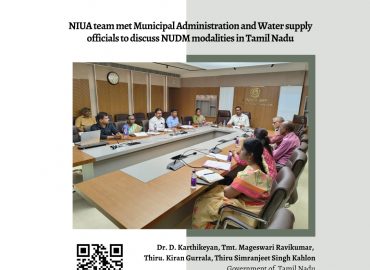 NIUA team met Municipal Administration and Water supply
officials to discuss NUDM modalities in Tamil Nadu
Dr. D. Karthikeyan, Tmt. Mageswari Ravikumar,
Thiru. Kiran Gurrala, Thiru Simranjeet Singh Kahlon
Government of Tamil Nadu